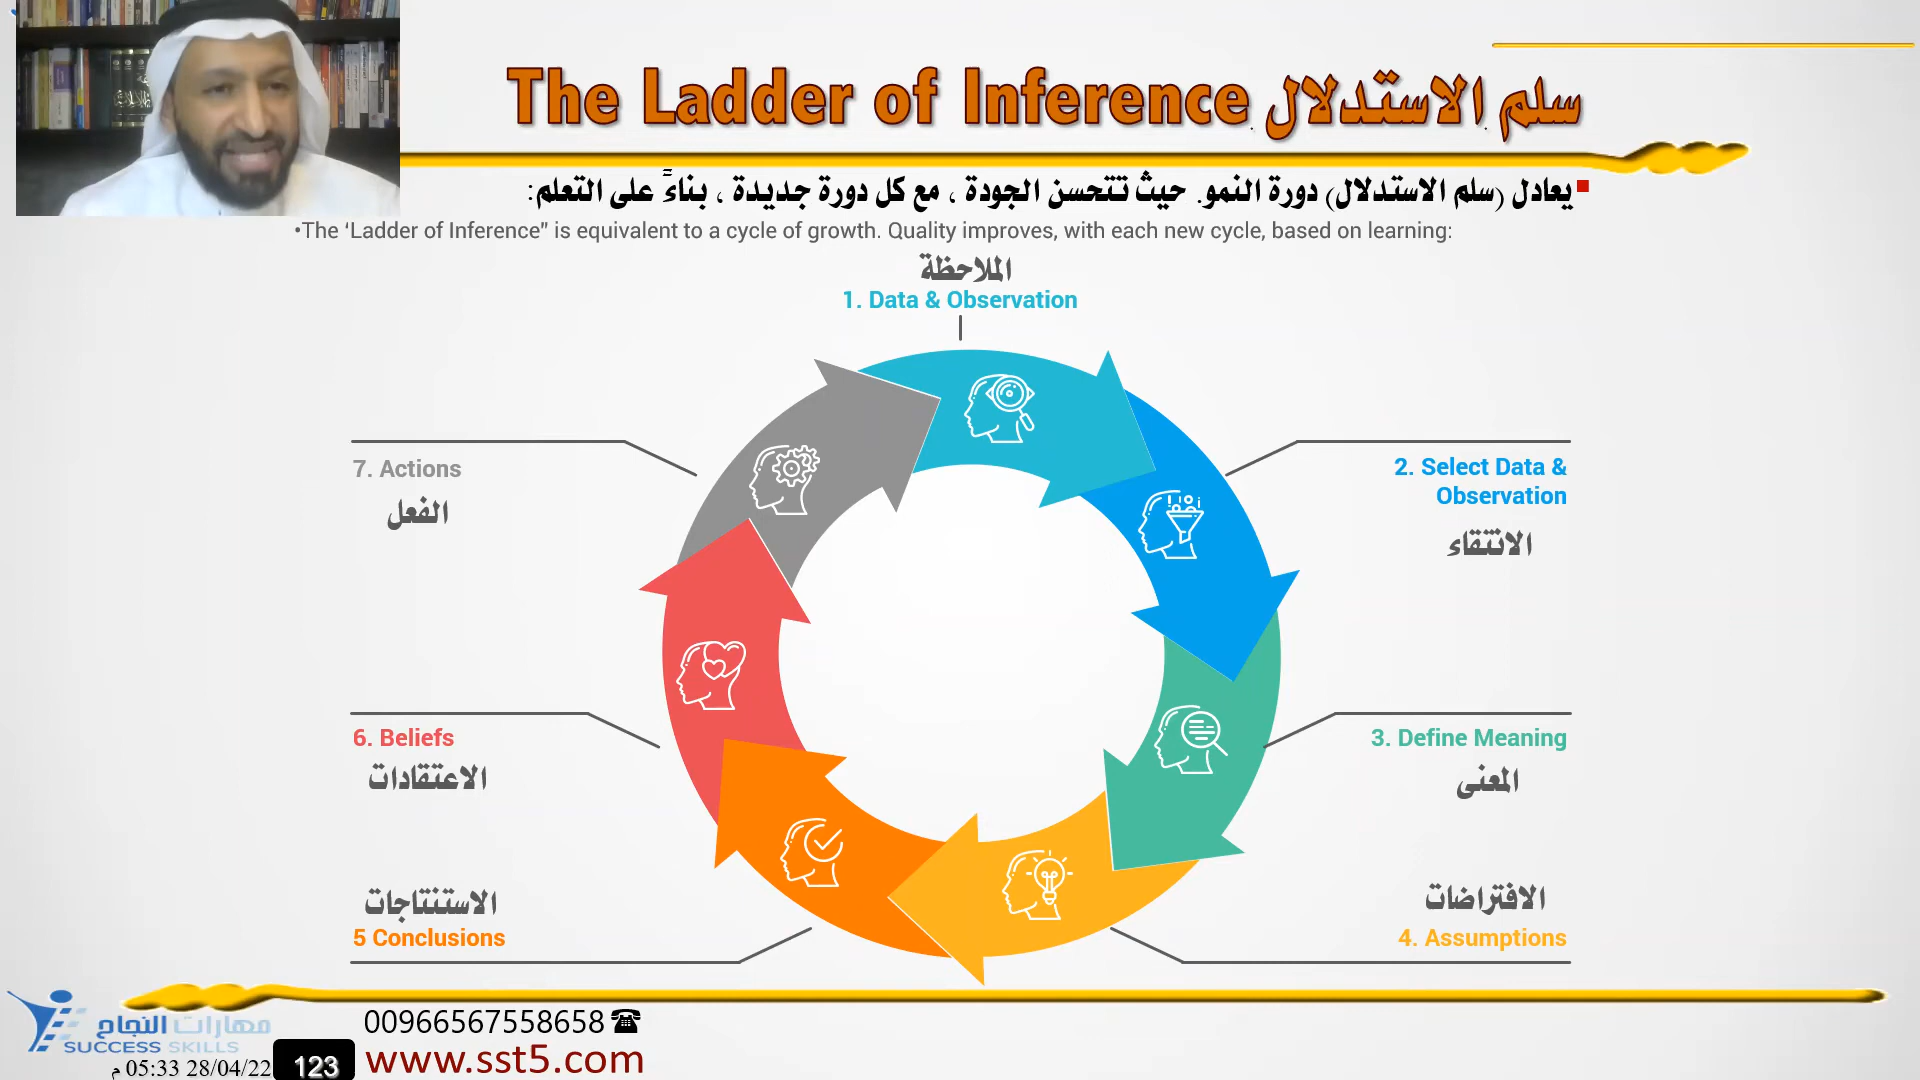 The Ladder of Inference سلم الاستدلال
يعادل (سلم الاستدلال) دورة النمو. حيث تتحسن الجودة ، مع كل دورة جديدة ، بناءً على التعلم:
•The ‘Ladder of Inference” is equivalent to a cycle of growth. Quality improves, with each new cycle, based on learning:
الملاحظة
1. Data & Observation
2. Select Data &
Observation
الانتقاء
3. Define Meaning
المعنى
الافتراضات
4. Assumptions
الاستنتاجات
5 Conclusions
6. Beliefs
الاعتقادات
7. Actions
الفعل
مهارات النجاح
SUCCESS SKILLS
28/04/22 05:33 م
123
00966567558658
www.sst5.com